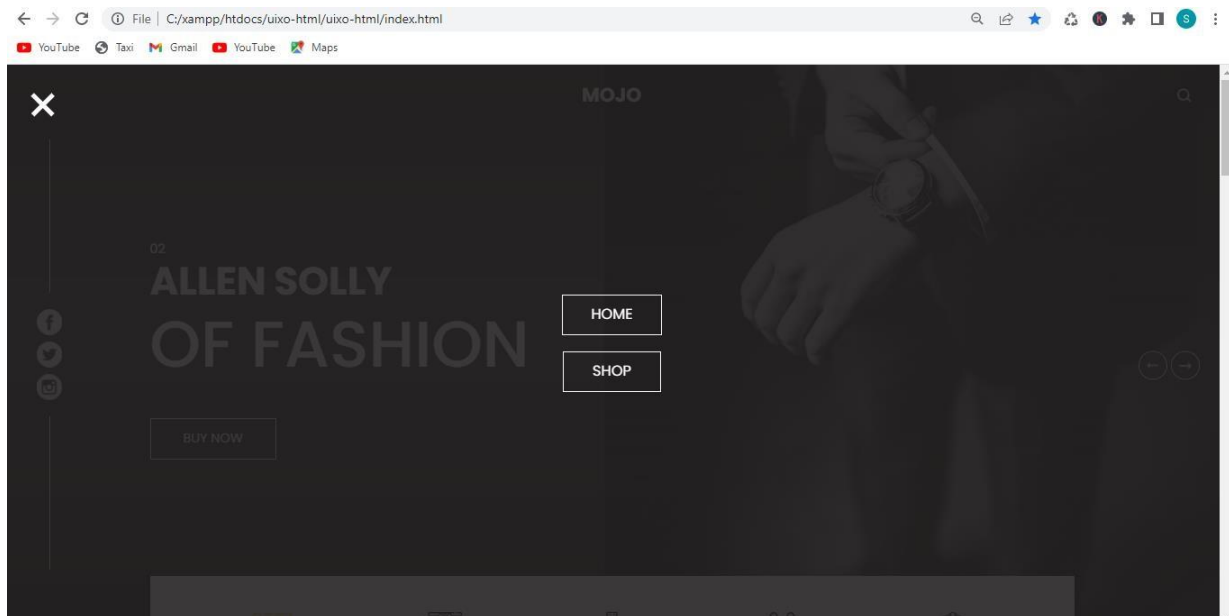 File | C:/xampp/htdocs/uixo-html/uixo-html/index.html
YouTube Taxi Gmail YouTube Maps
MOJO
02
ALLEN SOLLY
OF FASHION
HOME
SHOP
BUY NOW